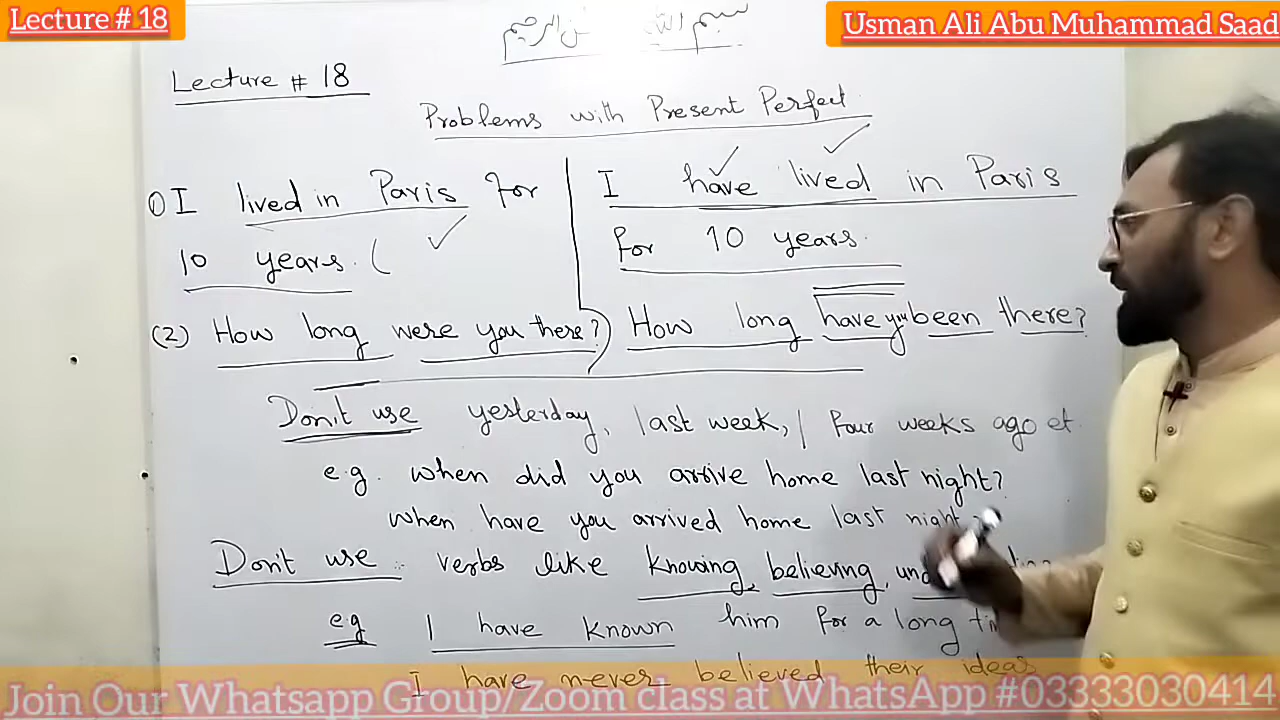 Lecture # 18
Usman Ali Abu Muhammad Saad
بسم
Lecture # 18
Problems with Present Perfect
① I lived in Paris for
10 years. (
I have lived in Paris
for 10 years.
(2) How long were you there?
How long have you been there?
Don't use yesterday, last week, / four weeks ago et.
e.g. when did you arrive home last night?
when have you arrived home last night
Don't use verbs like knowing, believing,
e.g I have known him for a long
I have never believed their ideas
Join Our Whatsapp Group/Zoom class at WhatsApp #03333030414